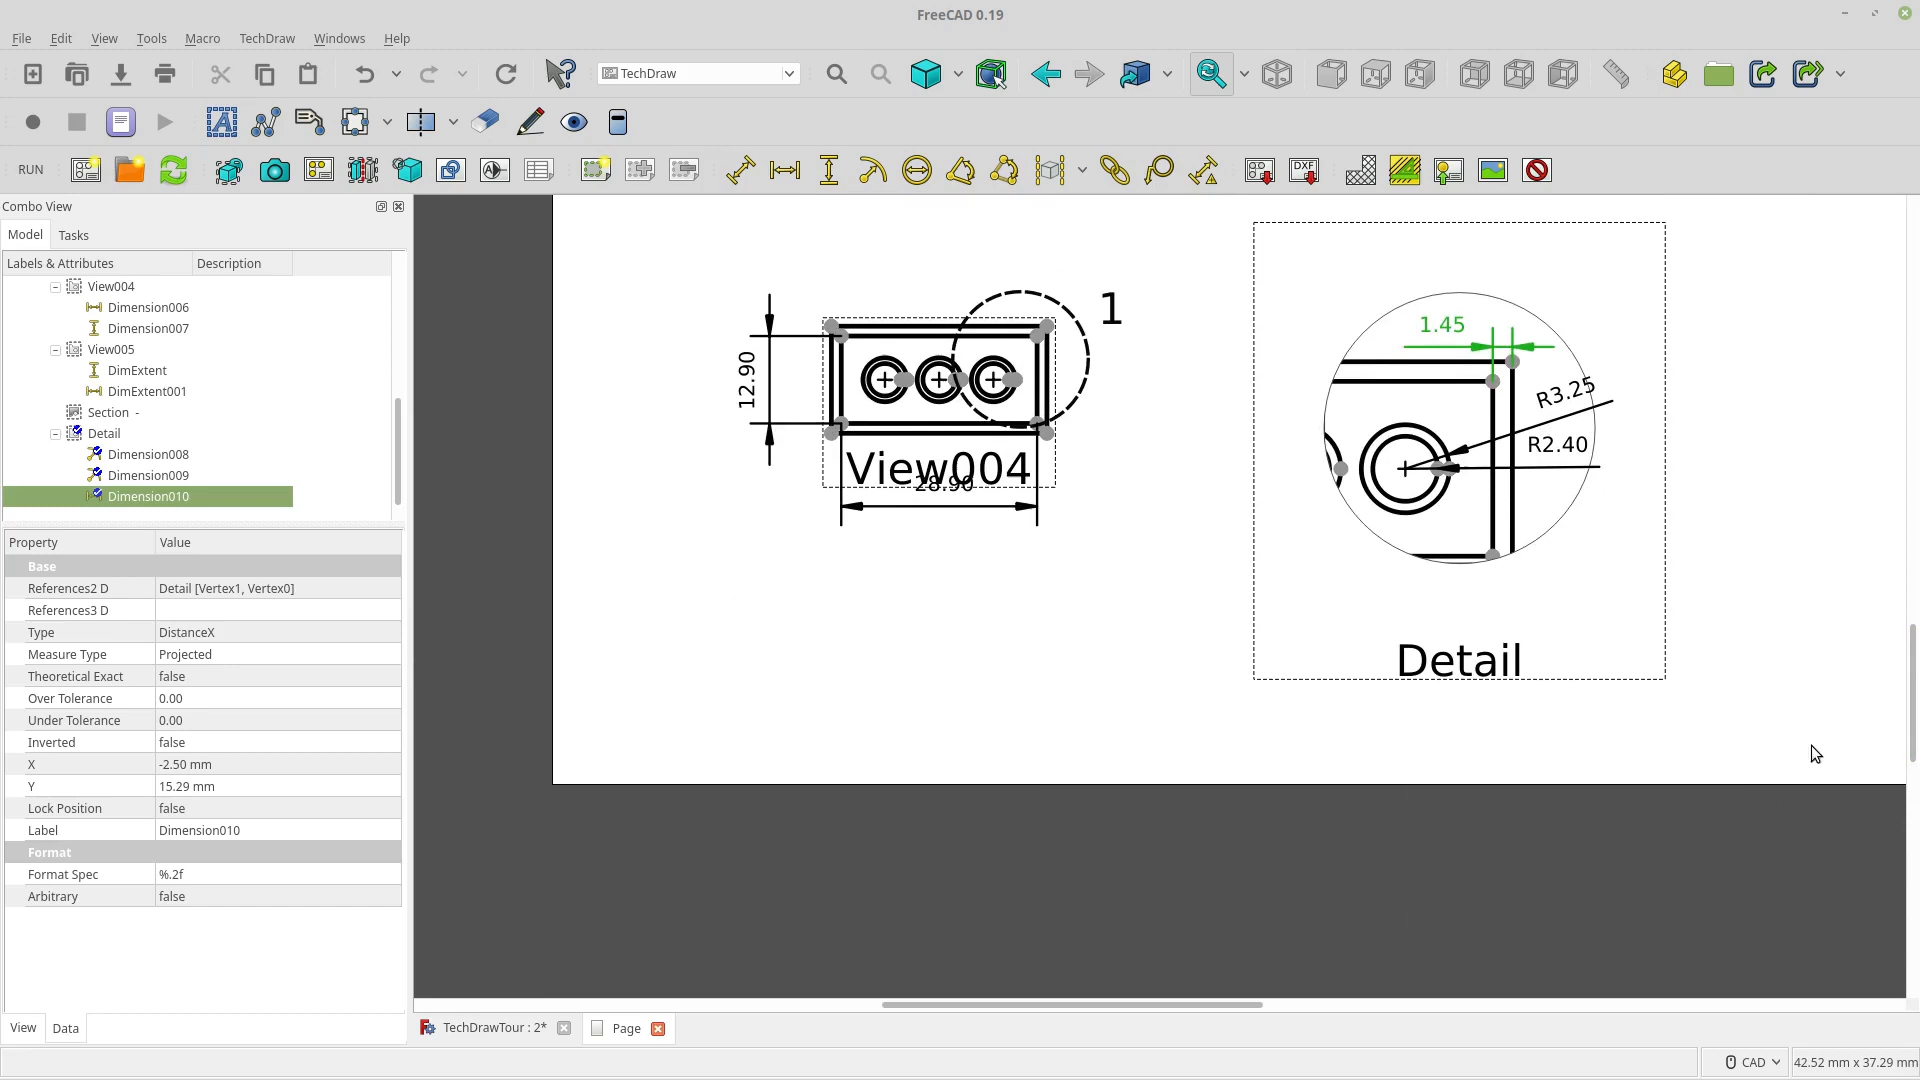 FreeCAD 0.19
File Edit View Tools Macro TechDraw Windows Help
TechDraw
RUN
DXF
Combo View
Model Tasks
Labels & Attributes Description
View004
Dimension006
Dimension007
View005
DimExtent
DimExtent001
Section -
Detail
Dimension008
Dimension009
Dimension010
Property Value
Base
References2 D Detail [Vertex1, Vertex0]
References3 D
Type DistanceX
Measure Type Projected
Theoretical Exact false
Over Tolerance 0.00
Under Tolerance 0.00
Inverted false
X -2.50 mm
Y 15.29 mm
Lock Position false
Label Dimension010
Format
Format Spec %.2f
Arbitrary false
View Data
1
12.90
View004
28.90
1.45
R3.25
R2.40
Detail
TechDrawTour : 2* Page
CAD 42.52 mm x 37.29 mm